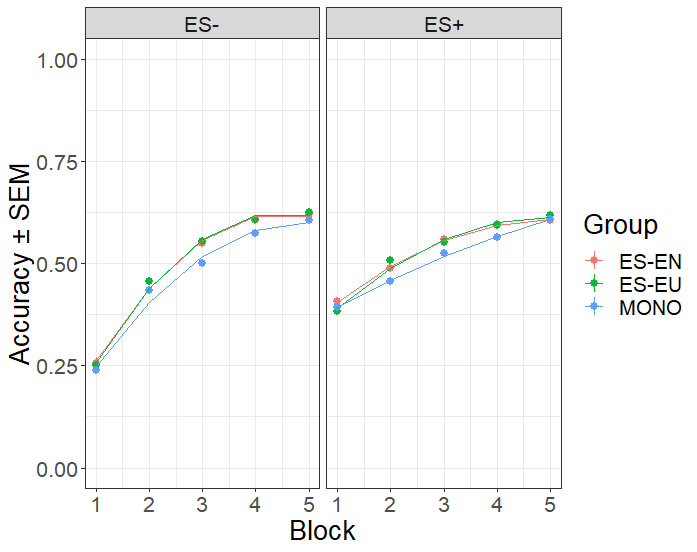 ES-
ES+
Accuracy ± SEM
1.00
0.75
0.50
0.25
0.00
1 2 3 4 5
1 2 3 4 5
Block
Group
ES-EN
ES-EU
MONO